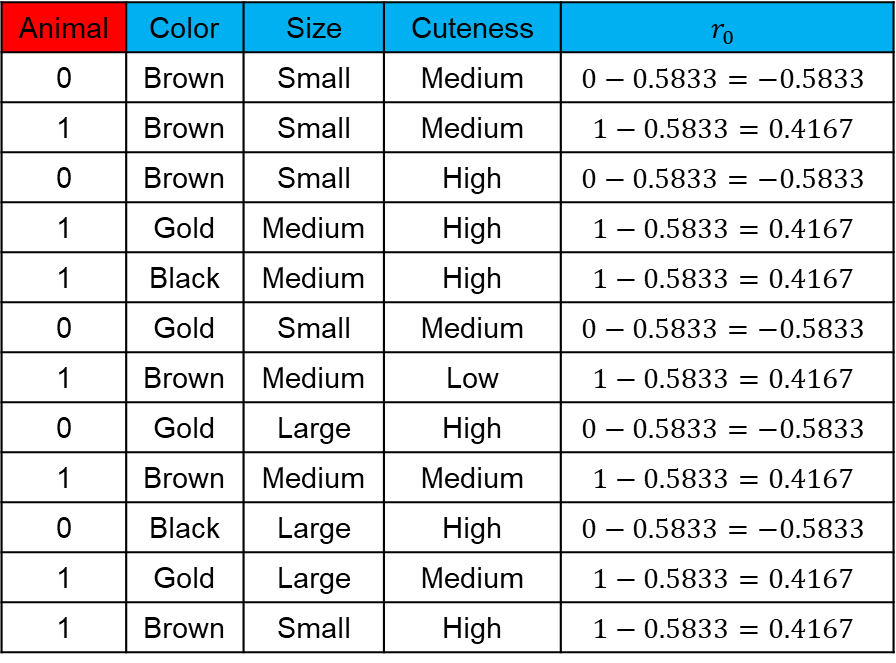 Animal Color Size Cuteness r₀
0 Brown Small Medium 0 − 0.5833 = −0.5833
1 Brown Small Medium 1 − 0.5833 = 0.4167
0 Brown Small High 0 − 0.5833 = −0.5833
1 Gold Medium High 1 − 0.5833 = 0.4167
1 Black Medium High 1 − 0.5833 = 0.4167
0 Gold Small Medium 0 − 0.5833 = −0.5833
1 Brown Medium Low 1 − 0.5833 = 0.4167
0 Gold Large High 0 − 0.5833 = −0.5833
1 Brown Medium Medium 1 − 0.5833 = 0.4167
0 Black Large High 0 − 0.5833 = −0.5833
1 Gold Large Medium 1 − 0.5833 = 0.4167
1 Brown Small High 1 − 0.5833 = 0.4167